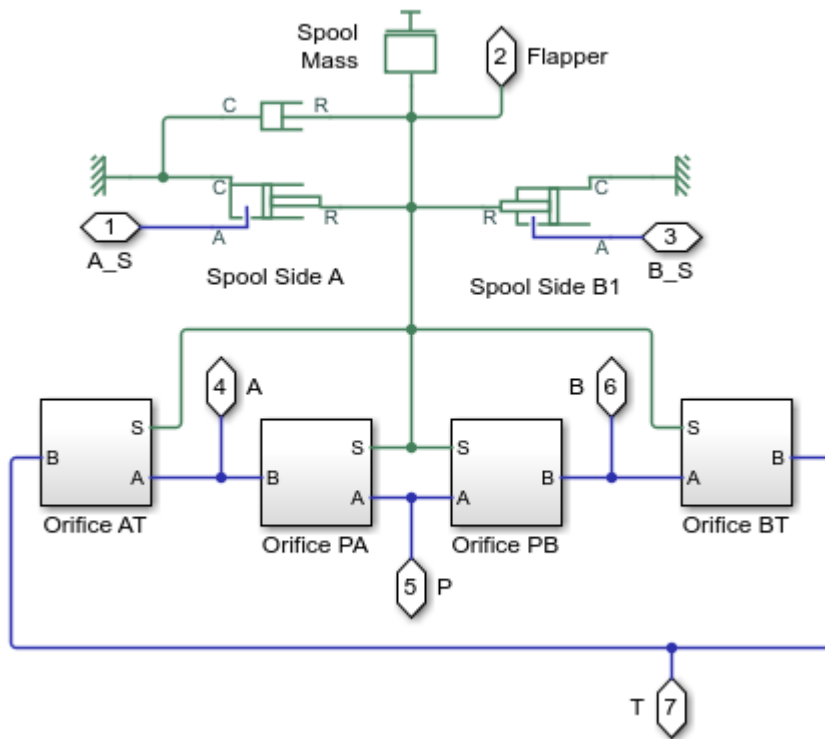 Spool
Mass
2
Flapper
C
R
C
R
A
1
A_S
Spool Side A
C
R
A
3
B_S
Spool Side B1
4
A
B
6
S
B
A
Orifice AT
S
B
A
Orifice PA
S
A
B
Orifice PB
S
B
A
Orifice BT
5
P
T
7